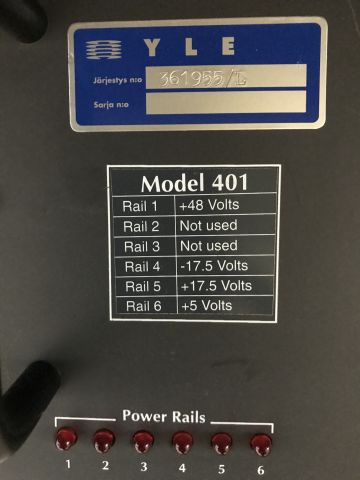 YLE
Järjestys n:o 361955/L
Sarja n:o
Model 401
Rail 1 +48 Volts
Rail 2 Not used
Rail 3 Not used
Rail 4 -17.5 Volts
Rail 5 +17.5 Volts
Rail 6 +5 Volts
Power Rails
1 2 3 4 5 6